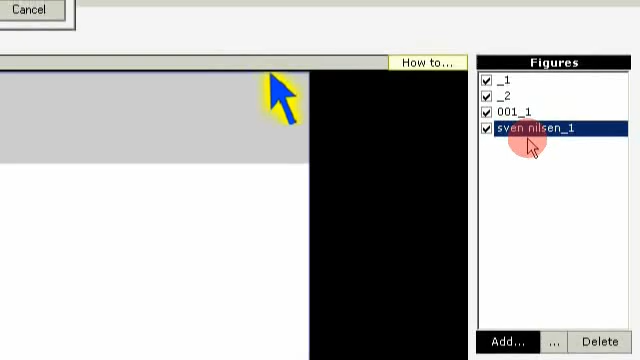 Cancel
How to...
Figures
_1
_2
001_1
sven nilsen_1
Add...
...
Delete